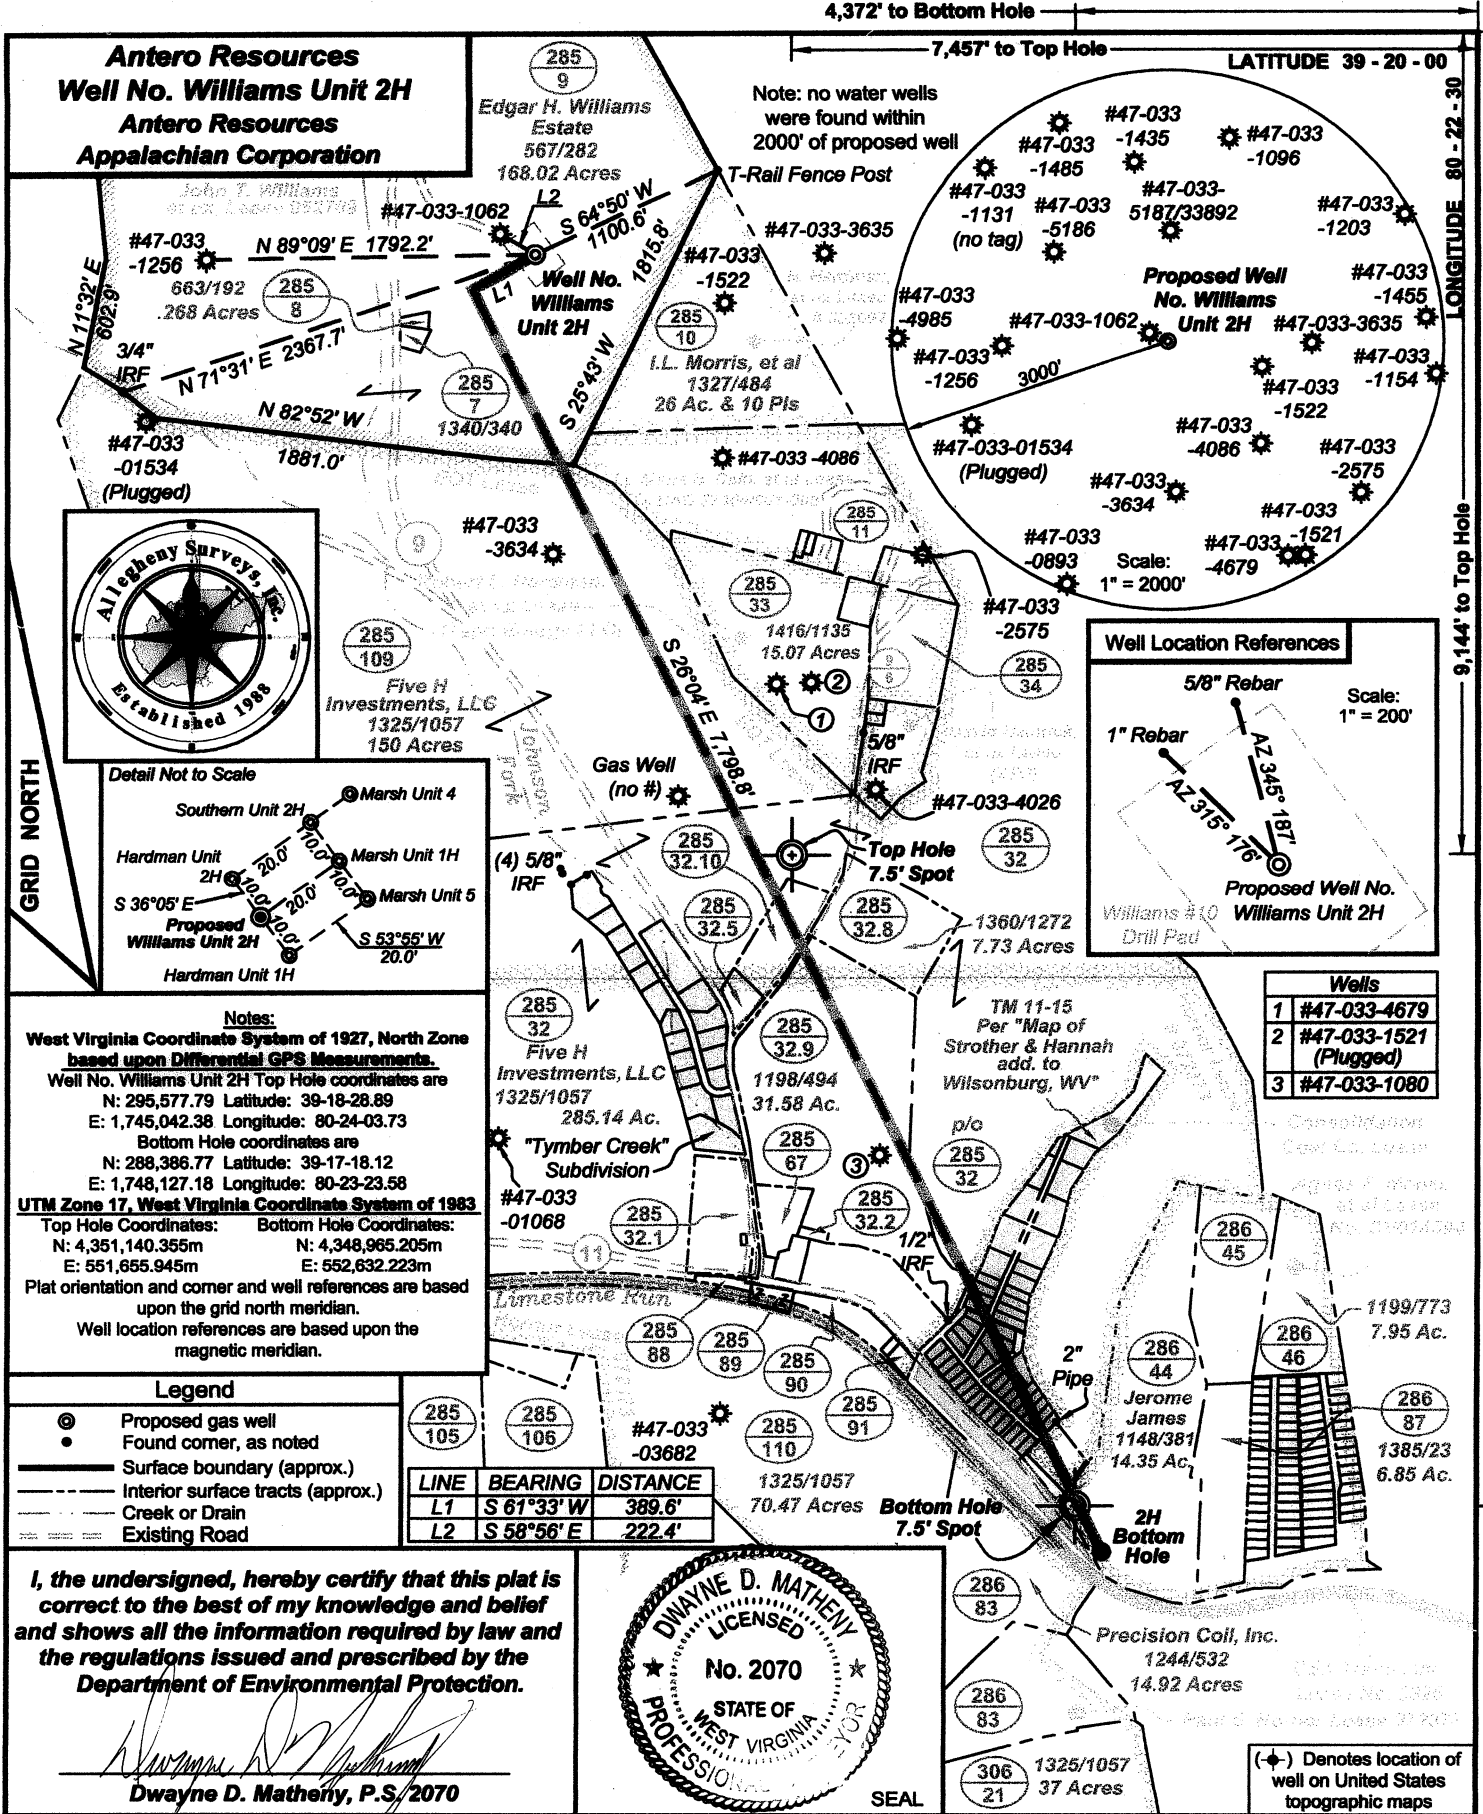 4,372' to Bottom Hole
7,457' to Top Hole
LATITUDE 39 - 20 - 00
LONGITUDE 80 - 22 - 30
9,144' to Top Hole
Antero Resources
Well No. Williams Unit 2H
Antero Resources
Appalachian Corporation
285
9
Edgar H. Williams
Estate
567/282
168.02 Acres
Note: no water wells
were found within
2000' of proposed well
T-Rail Fence Post
John T. Williams
L2
#47-033-1062
S 64°50' W
1100.6'
#47-033
-1256
N 89°09' E 1792.2'
663/192
.268 Acres
285
8
L1
Well No.
Williams
Unit 2H
1815.8'
S 25°43' W
#47-033
-1522
#47-033-3635
N 11°32' E
602.9'
3/4"
IRF
N 71°31' E 2367.7'
285
10
I.L. Morris, et al
1327/484
26 Ac. & 10 Pls
285
7
1340/340
N 82°52' W
1881.0'
#47-033
-01534
(Plugged)
#47-033 -4086
#47-033
-1485
#47-033
-1435
#47-033
-1096
#47-033
-1131
(no tag)
#47-033
-5186
#47-033-
5187/33892
#47-033
-1203
Proposed Well
No. Williams
Unit 2H
#47-033
-1455
#47-033
-4985
#47-033-1062
#47-033-3635
#47-033
-1256
3000'
#47-033
-1154
#47-033
-1522
#47-033-01534
(Plugged)
#47-033
-4086
#47-033
-2575
#47-033
-3634
#47-033
-1521
#47-033
-4679
#47-033
-0893
Scale:
1" = 2000'
Allegheny Surveys, Inc.
Established 1988
#47-033
-3634
9
285
11
285
33
1416/1135
15.07 Acres
#47-033
-2575
285
34
9
6
2
1
5/8"
IRF
285
109
Five H
Investments, LLC
1325/1057
150 Acres
Johnson
Fork
S 26°04' E 7,798.8'
Gas Well
(no #)
#47-033-4026
Well Location References
5/8" Rebar
Scale:
1" = 200'
1" Rebar
AZ 345° 187'
AZ 315° 176'
Proposed Well No.
Williams Unit 2H
Williams #10
Drill Pad
GRID NORTH
Detail Not to Scale
Marsh Unit 4
Southern Unit 2H
10.0'
20.0'
Hardman Unit
2H
Marsh Unit 1H
10.0'
10.0'
20.0'
Marsh Unit 5
S 36°05' E
Proposed
Williams Unit 2H
10.0'
S 53°55' W
20.0'
Hardman Unit 1H
(4) 5/8"
IRF
285
32.10
Top Hole
7.5' Spot
285
32
285
32.5
285
32.8
1360/1272
7.73 Acres
Notes:
West Virginia Coordinate System of 1927, North Zone
based upon Differential GPS Measurements.
Well No. Williams Unit 2H Top Hole coordinates are
N: 295,577.79 Latitude: 39-18-28.89
E: 1,745,042.38 Longitude: 80-24-03.73
Bottom Hole coordinates are
N: 288,386.77 Latitude: 39-17-18.12
E: 1,748,127.18 Longitude: 80-23-23.58
UTM Zone 17, West Virginia Coordinate System of 1983
Top Hole Coordinates: Bottom Hole Coordinates:
N: 4,351,140.355m N: 4,348,965.205m
E: 551,655.945m E: 552,632.223m
Plat orientation and corner and well references are based
upon the grid north meridian.
Well location references are based upon the
magnetic meridian.
285
32
Five H
Investments, LLC
1325/1057
285.14 Ac.
"Tymber Creek"
Subdivision
#47-033
-01068
285
32.9
1198/494
31.58 Ac.
285
67
3
285
32.1
285
32.2
TM 11-15
Per "Map of
Strother & Hannah
add. to
Wilsonburg, WV"
p/o
285
32
1/2"
IRF
Wells
1 #47-033-4679
2 #47-033-1521
(Plugged)
3 #47-033-1080
Consolidation
Coal Co. Lease
11
Limestone Run
285
88
285
89
285
90
285
91
286
45
1199/773
7.95 Ac.
286
46
286
44
Jerome
James
1148/381
14.35 Ac.
2"
Pipe
286
87
1385/23
6.85 Ac.
Legend
Proposed gas well
Found corner, as noted
Surface boundary (approx.)
Interior surface tracts (approx.)
Creek or Drain
Existing Road
285
105
285
106
#47-033
-03682
285
110
1325/1057
70.47 Acres
LINE BEARING DISTANCE
L1 S 61°33' W 389.6'
L2 S 58°56' E 222.4'
Bottom Hole
7.5' Spot
2H
Bottom
Hole
I, the undersigned, hereby certify that this plat is
correct to the best of my knowledge and belief
and shows all the information required by law and
the regulations issued and prescribed by the
Department of Environmental Protection.
Dwayne D. Matheny
Dwayne D. Matheny, P.S. 2070
DWAYNE D. MATHENY
LICENSED
No. 2070
STATE OF
WEST VIRGINIA
PROFESSIONAL
SEAL
286
83
Precision Coil, Inc.
1244/532
14.92 Acres
286
83
306
21
1325/1057
37 Acres
(-●-) Denotes location of
well on United States
topographic maps